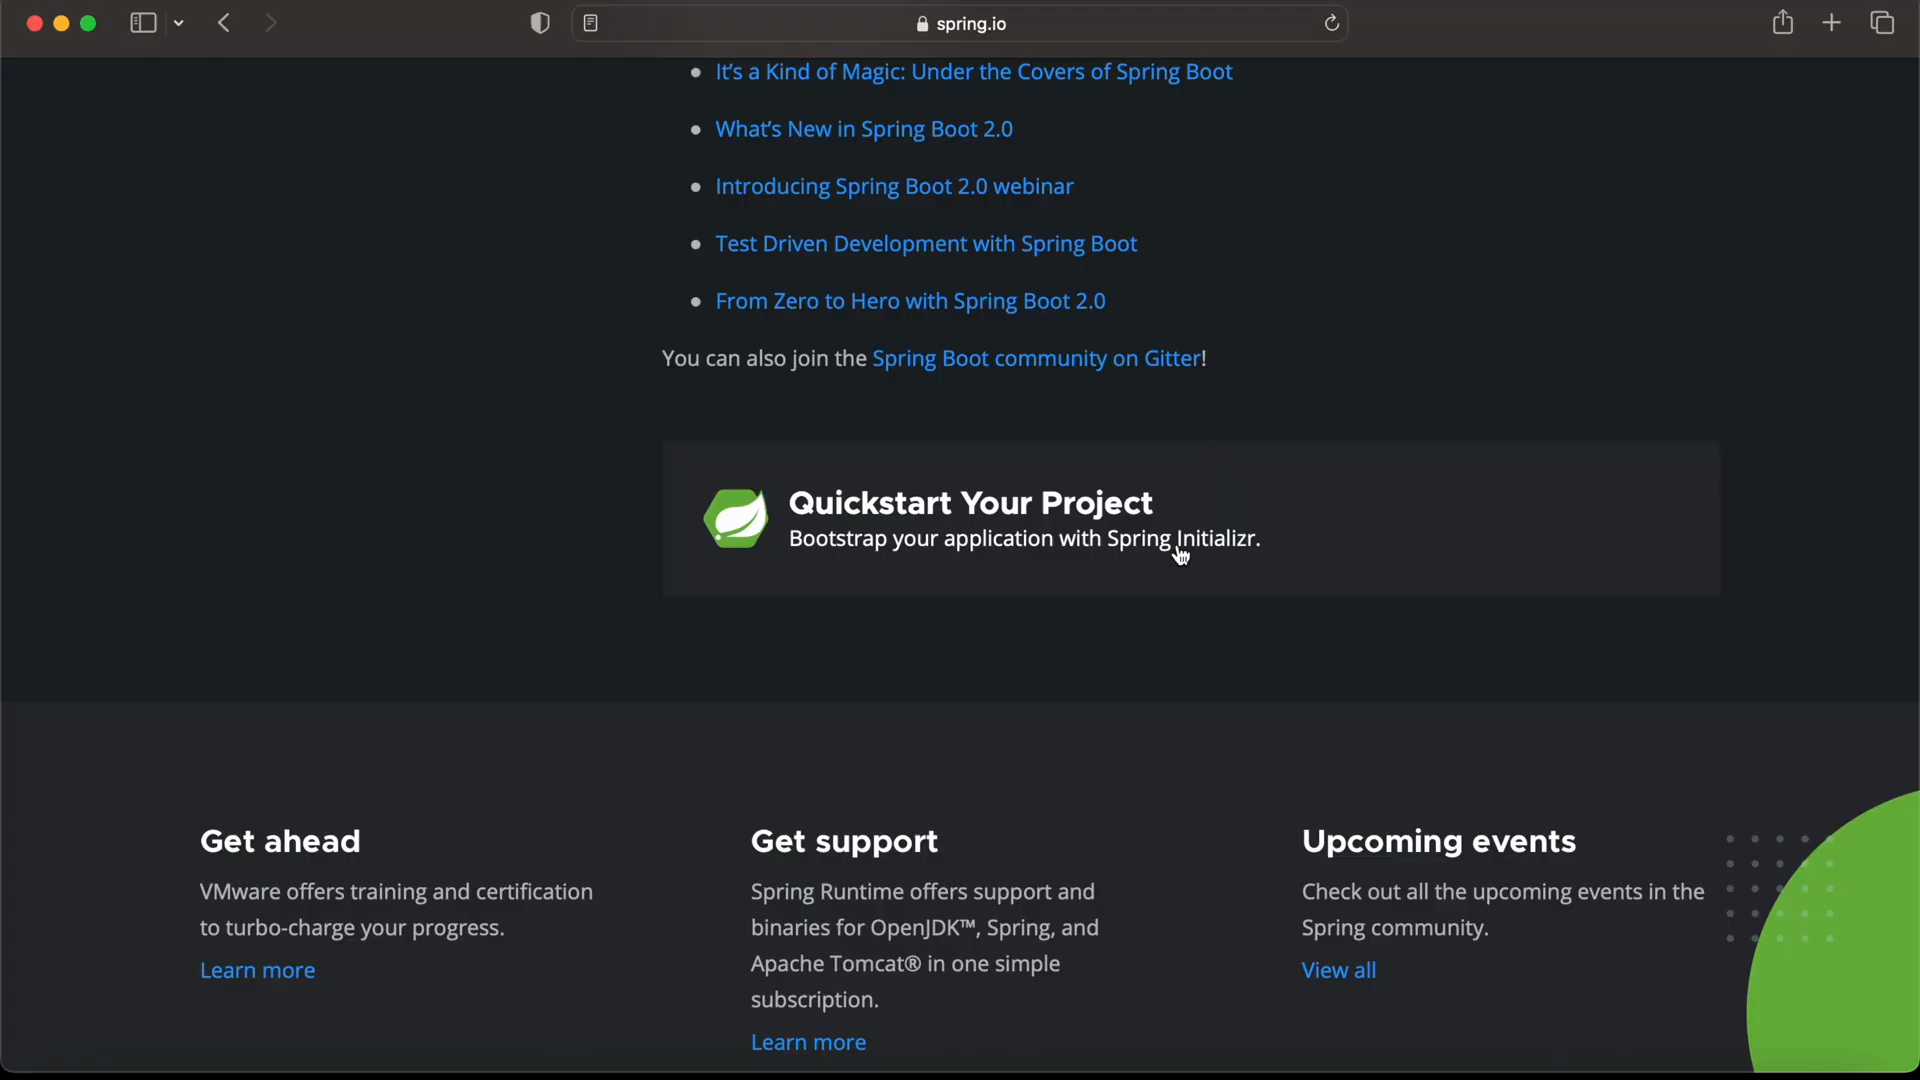 spring.io
It's a Kind of Magic: Under the Covers of Spring Boot
What's New in Spring Boot 2.0
Introducing Spring Boot 2.0 webinar
Test Driven Development with Spring Boot
From Zero to Hero with Spring Boot 2.0
You can also join the Spring Boot community on Gitter!
Quickstart Your Project
Bootstrap your application with Spring Initializr.
Get ahead
VMware offers training and certification
to turbo-charge your progress.
Learn more
Get support
Spring Runtime offers support and
binaries for OpenJDK™, Spring, and
Apache Tomcat® in one simple
subscription.
Learn more
Upcoming events
Check out all the upcoming events in the
Spring community.
View all